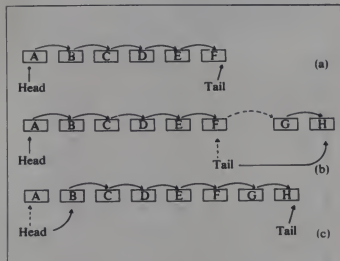 A B C D E F
(a)
Head Tail
A B C D E F G H
Head Tail
(b)
A B C D E F G H
Head Tail (c)